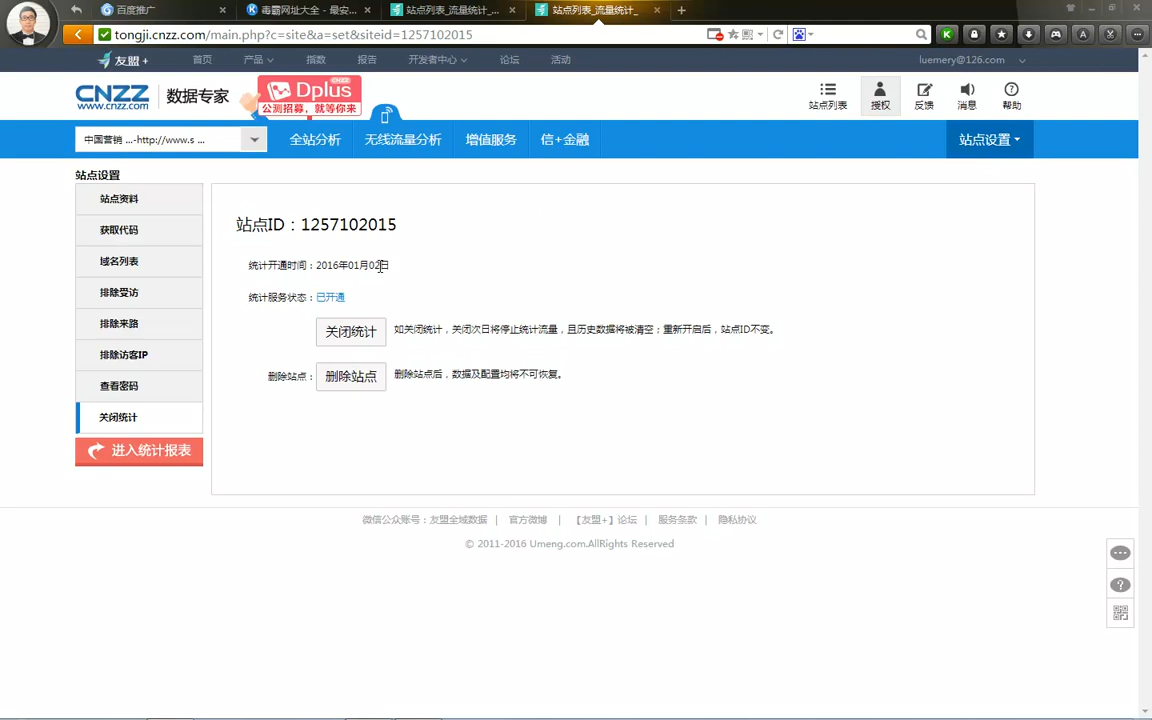 百度推广
毒霸网址大全 - 最安...
站点列表_流量统计_...
站点列表_流量统计_
tongji.cnzz.com/main.php?c=site&a=set&siteid=1257102015
友盟+
首页
产品
指数
报告
开发者中心
论坛
活动
luemery@126.com
CNZZ
www.cnzz.com
数据专家
CNZZ
Dplus
公测招募，就等你来
站点列表
授权
反馈
消息
帮助
中国营销 ...-http://www.s ...
全站分析
无线流量分析
增值服务
信+金融
站点设置
站点设置
站点资料
获取代码
域名列表
排除受访
排除来路
排除访客IP
查看密码
关闭统计
进入统计报表
站点ID：1257102015
统计开通时间：2016年01月02日
统计服务状态：已开通
关闭统计 如关闭统计，关闭次日将停止统计流量，且历史数据将被清空；重新开启后，站点ID不变。
删除站点： 删除站点 删除站点后，数据及配置均将不可恢复。
微信公众账号：友盟全域数据 | 官方微博 | 【友盟+】论坛 | 服务条款 | 隐私协议
© 2011-2016 Umeng.com.AllRights Reserved